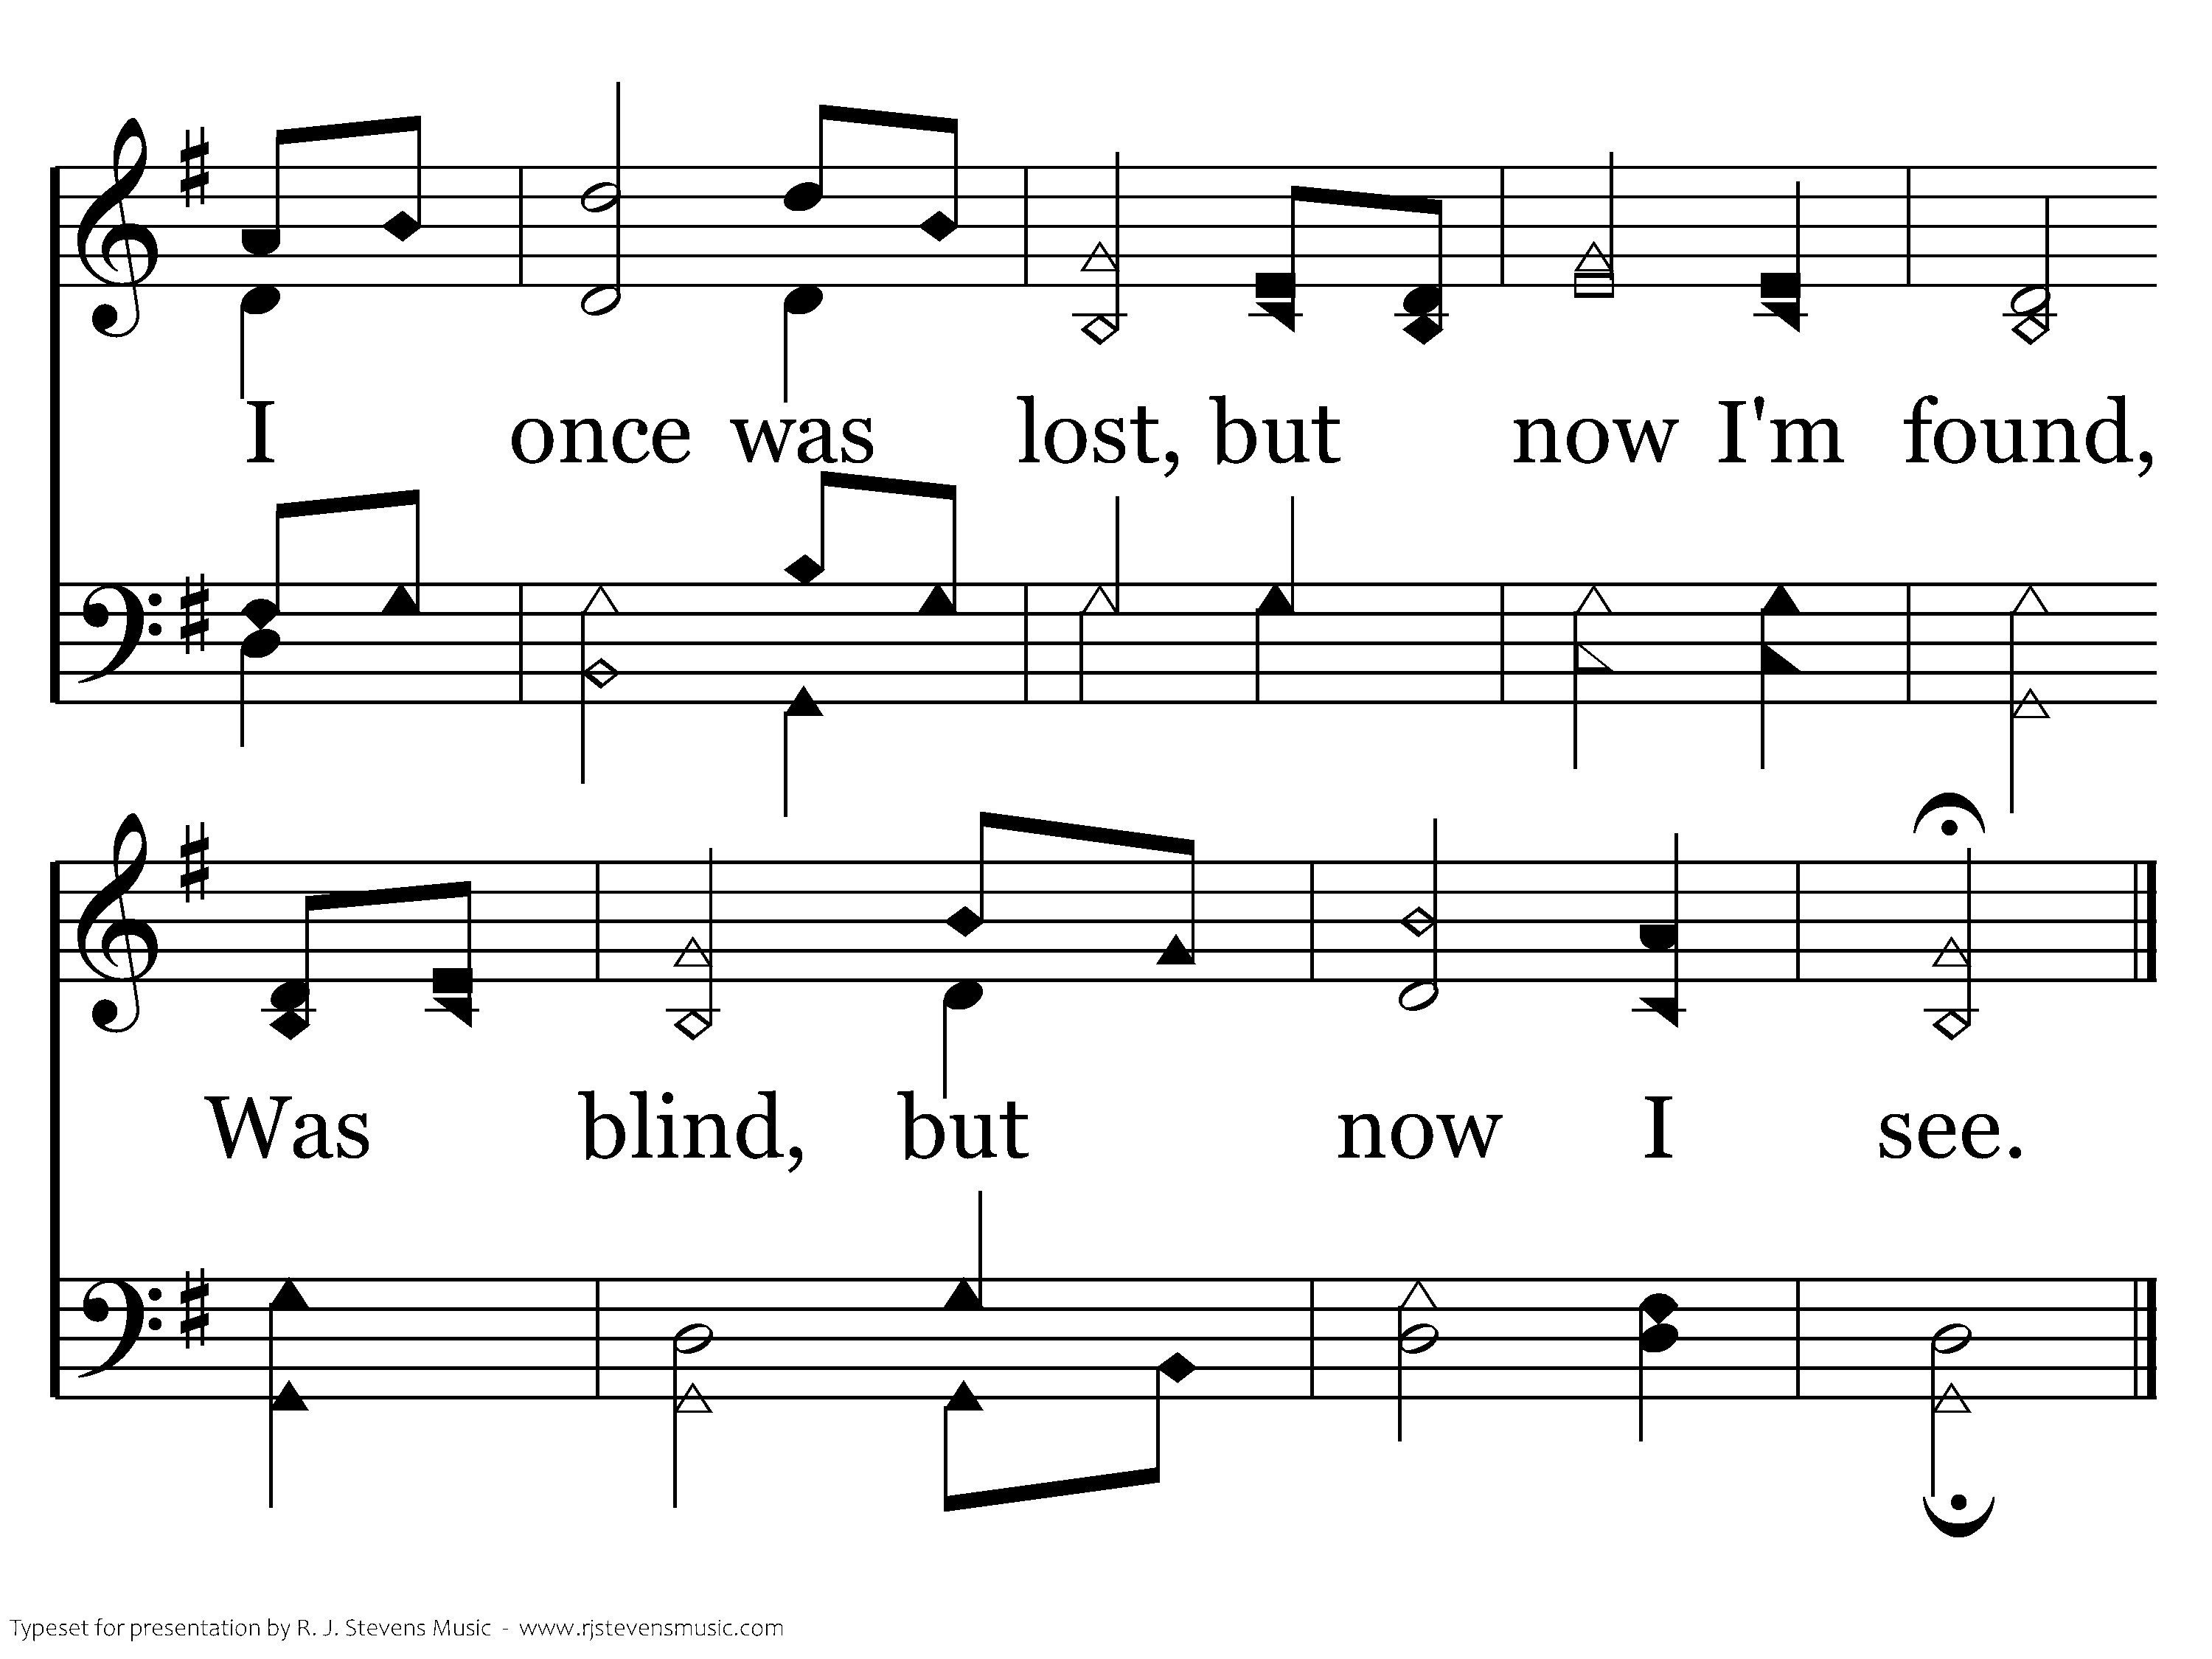 I once was lost, but now I'm found,
Was blind, but now I see.
Typeset for presentation by R. J. Stevens Music - www.rjstevensmusic.com